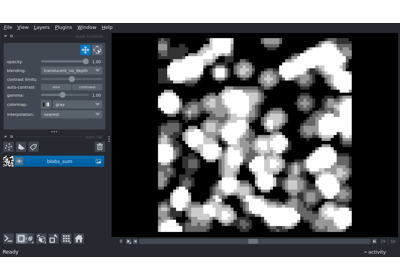 File View Layers Plugins Window Help
opacity: 1.00
blending: translucent_no_depth
contrast limits:
auto-contrast: once continuous
gamma: 1.00
colormap: gray
interpolation: nearest
blobs_sum
Ready
activity